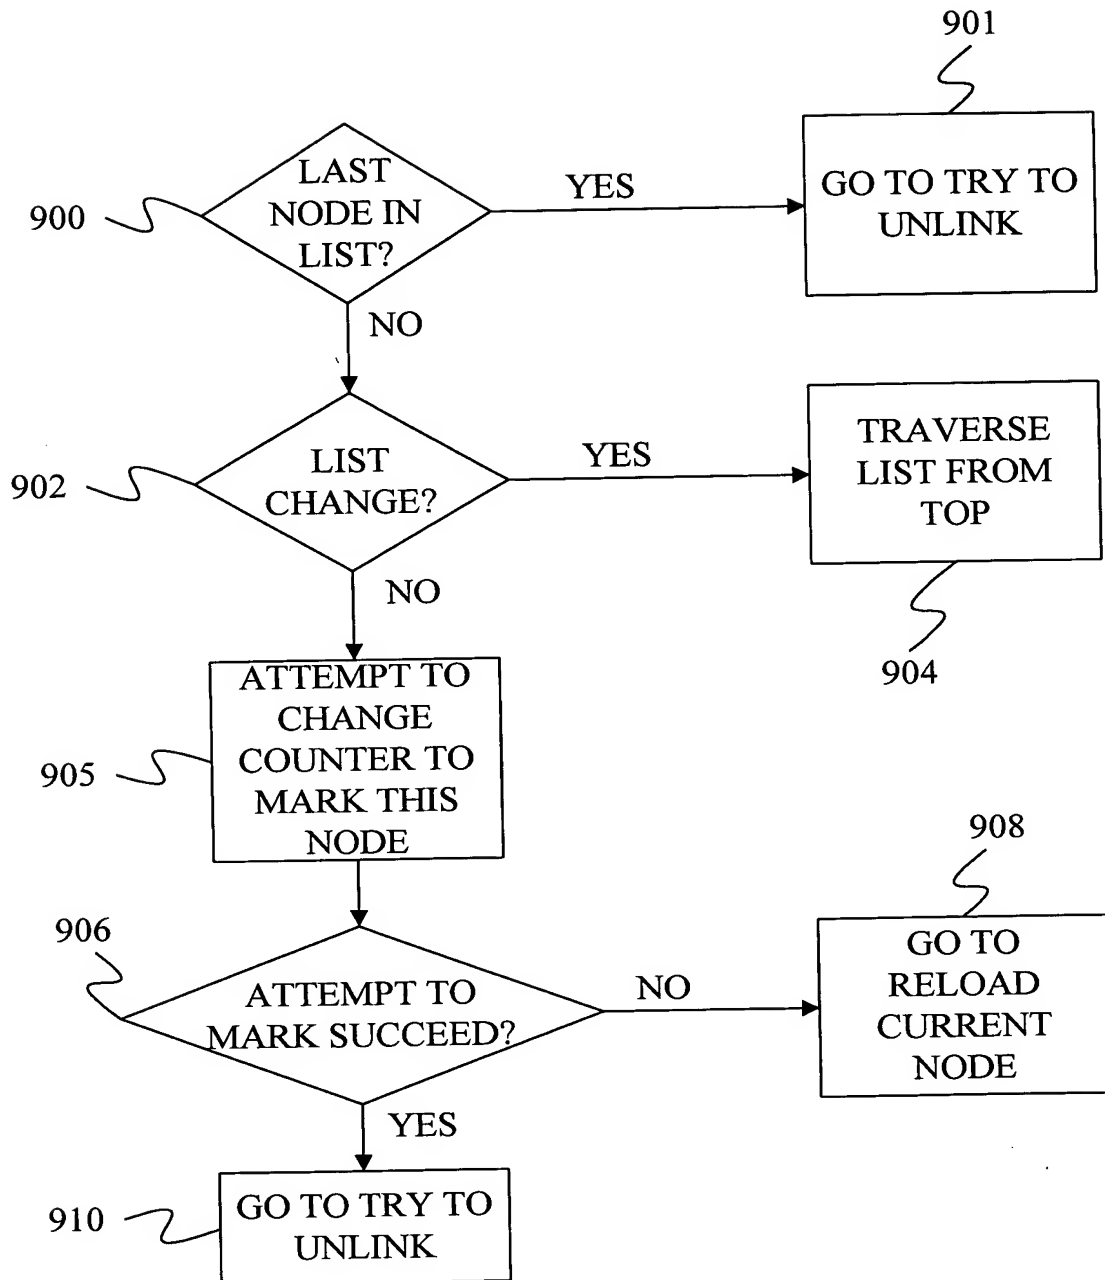 901
LAST
NODE IN
LIST?
900
YES
GO TO TRY TO
UNLINK
NO
LIST
CHANGE?
902
YES
TRAVERSE
LIST FROM
TOP
904
NO
ATTEMPT TO
CHANGE
COUNTER TO
MARK THIS
NODE
905
906
ATTEMPT TO
MARK SUCCEED?
NO
908
GO TO
RELOAD
CURRENT
NODE
YES
910
GO TO TRY TO
UNLINK